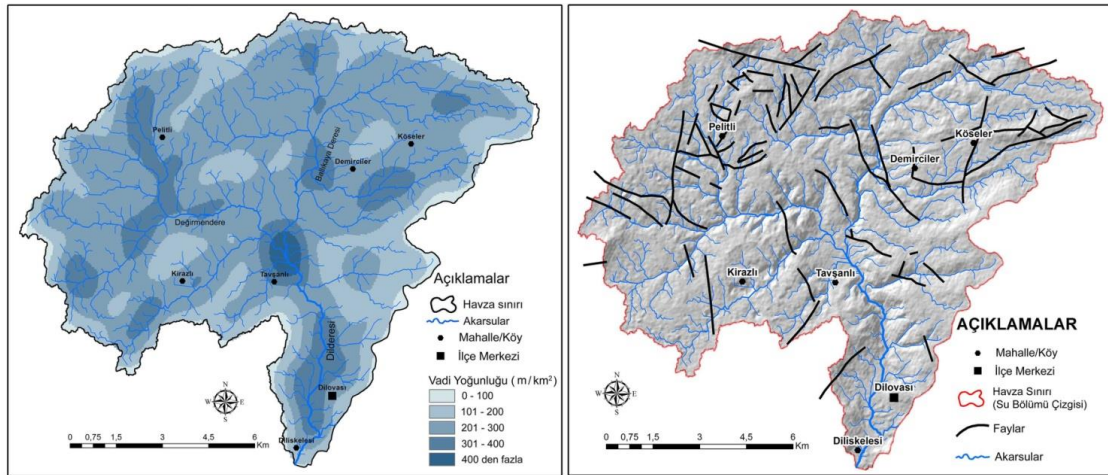 Pelitli
Köseler
Balıkkaya Deresi
Demirciler
Değirmendere
Kirazlı
Tavşanlı
Dilderesi
Dilovası
Diliskelesi
Açıklamalar
Havza sınırı
Akarsular
Mahalle/Köy
İlçe Merkezi
Vadi Yoğunluğu ( m/km²)
0 - 100
101 - 200
201 - 300
301 - 400
400 den fazla
N
W E
S
0 0,75 1.5 3 4,5 6
Km
Pelitli
Köseler
Demirciler
Kirazlı
Tavşanlı
Dilovası
Diliskelesi
AÇIKLAMALAR
Mahalle/Köy
İlçe Merkezi
Havza Sınırı
(Su Bölümü Çizgisi)
Faylar
Akarsular
N
W E
S
0 0,75 1.5 3 4,5 6
Km